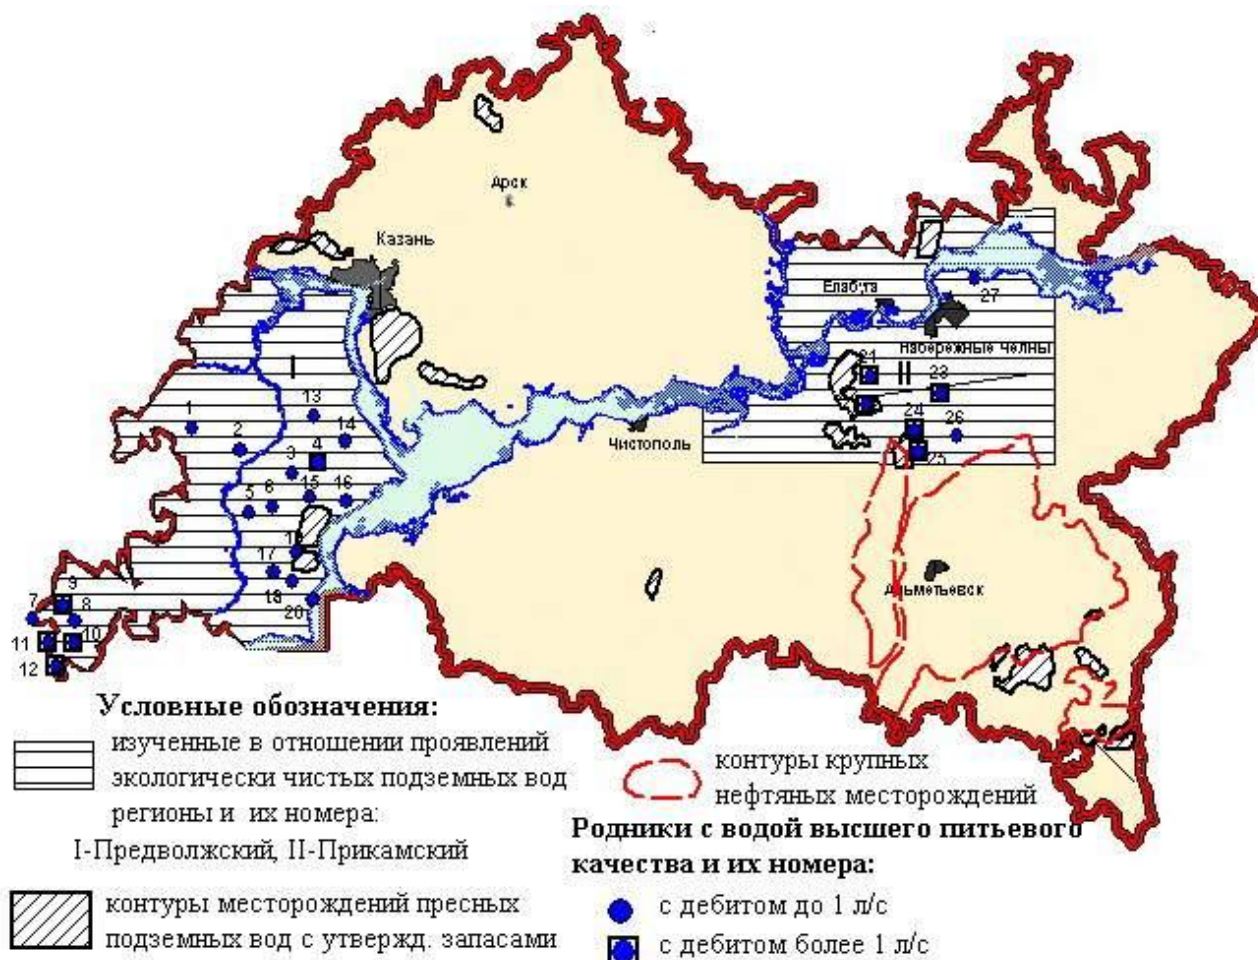 Арск
Казань
Елабуга
27
Набережные Челны
21
I
II
23
13
1
24
14
26
2
4
Чистополь
3
25
15
16
5
6
1
17
Альметьевск
9
19
20
7
8
11
10
12
Условные обозначения:
изученные в отношении проявлений
экологически чистых подземных вод
регионы и их номера:
I-Предволжский, II-Прикамский
контуры месторождений пресных
подземных вод с утвержд. запасами
контуры крупных
нефтяных месторождений
Родники с водой высшего питьевого
качества и их номера:
с дебитом до 1 л/с
с дебитом более 1 л/с